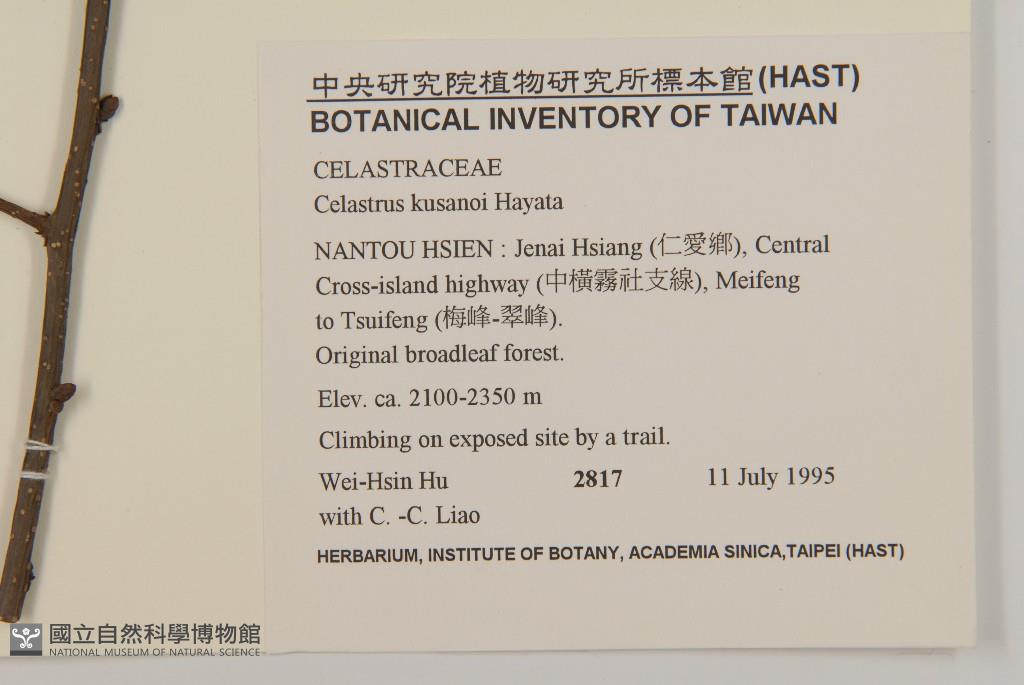 中央研究院植物研究所標本館(HAST)
BOTANICAL INVENTORY OF TAIWAN
CELASTRACEAE
Celastrus kusanoi Hayata
NANTOU HSIEN : Jenai Hsiang (仁愛鄉), Central
Cross-island highway (中橫霧社支線), Meifeng
to Tsuifeng (梅峰-翠峰).
Original broadleaf forest.
Elev. ca. 2100-2350 m
Climbing on exposed site by a trail.
Wei-Hsin Hu 2817 11 July 1995
with C. -C. Liao
HERBARIUM, INSTITUTE OF BOTANY, ACADEMIA SINICA,TAIPEI (HAST)
國立自然科學博物館
NATIONAL MUSEUM OF NATURAL SCIENCE